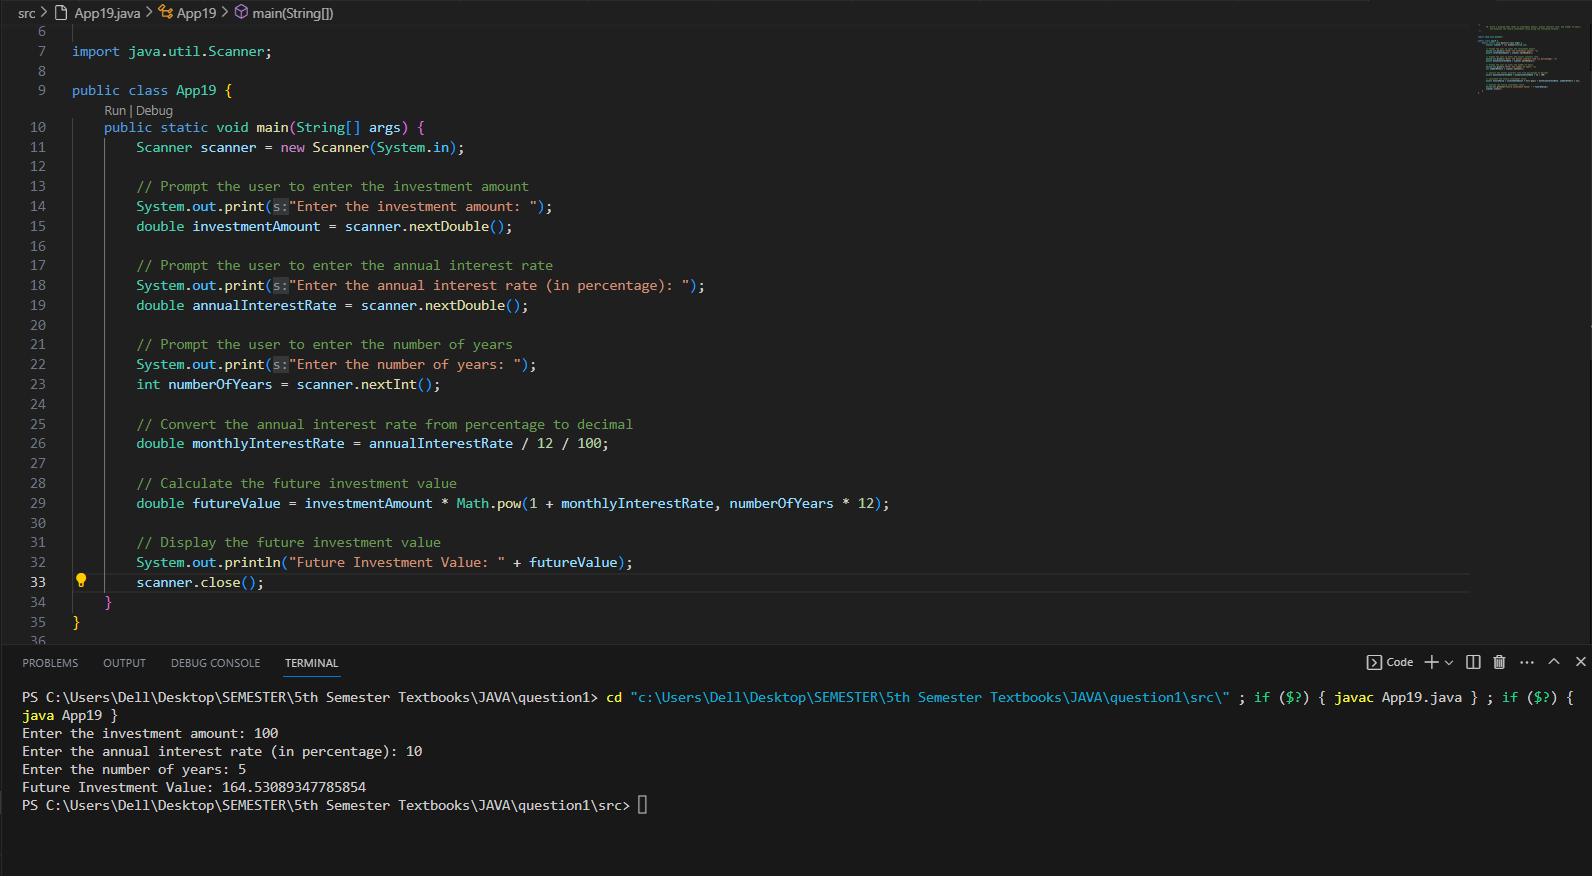 src > App19.java > App19 > main(String[])
6
7 import java.util.Scanner;
8
9 public class App19 {
Run | Debug
10 public static void main(String[] args) {
11 Scanner scanner = new Scanner(System.in);
12
13 // Prompt the user to enter the investment amount
14 System.out.print(s:"Enter the investment amount: ");
15 double investmentAmount = scanner.nextDouble();
16
17 // Prompt the user to enter the annual interest rate
18 System.out.print(s:"Enter the annual interest rate (in percentage): ");
19 double annualInterestRate = scanner.nextDouble();
20
21 // Prompt the user to enter the number of years
22 System.out.print(s:"Enter the number of years: ");
23 int numberOfYears = scanner.nextInt();
24
25 // Convert the annual interest rate from percentage to decimal
26 double monthlyInterestRate = annualInterestRate / 12 / 100;
27
28 // Calculate the future investment value
29 double futureValue = investmentAmount * Math.pow(1 + monthlyInterestRate, numberOfYears * 12);
30
31 // Display the future investment value
32 System.out.println("Future Investment Value: " + futureValue);
33 scanner.close();
34 }
35 }
36
PROBLEMS OUTPUT DEBUG CONSOLE TERMINAL Code
PS C:\Users\Dell\Desktop\SEMESTER\5th Semester Textbooks\JAVA\question1> cd "c:\Users\Dell\Desktop\SEMESTER\5th Semester Textbooks\JAVA\question1\src\" ; if ($?) { javac App19.java } ; if ($?) {
java App19 }
Enter the investment amount: 100
Enter the annual interest rate (in percentage): 10
Enter the number of years: 5
Future Investment Value: 164.53089347785854
PS C:\Users\Dell\Desktop\SEMESTER\5th Semester Textbooks\JAVA\question1\src>